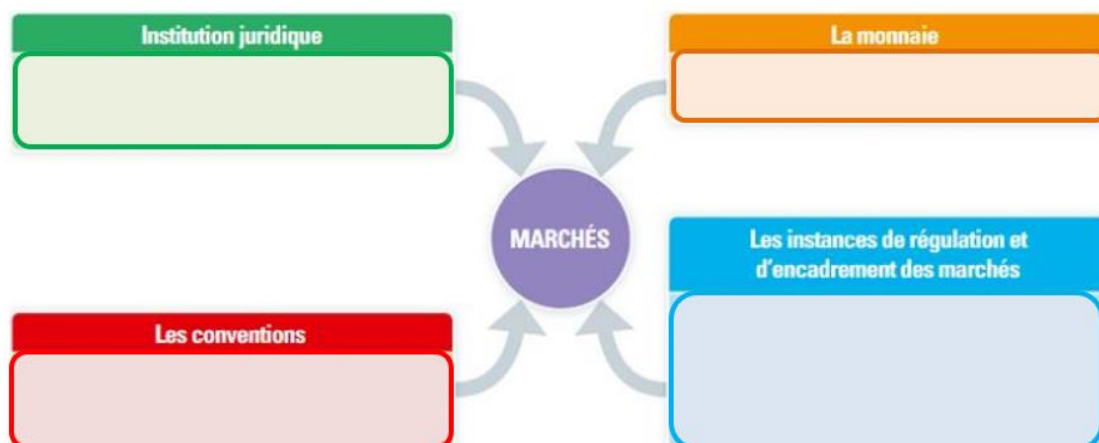 Institution juridique
La monnaie
MARCHÉS
Les instances de régulation et
d'encadrement des marchés
Les conventions